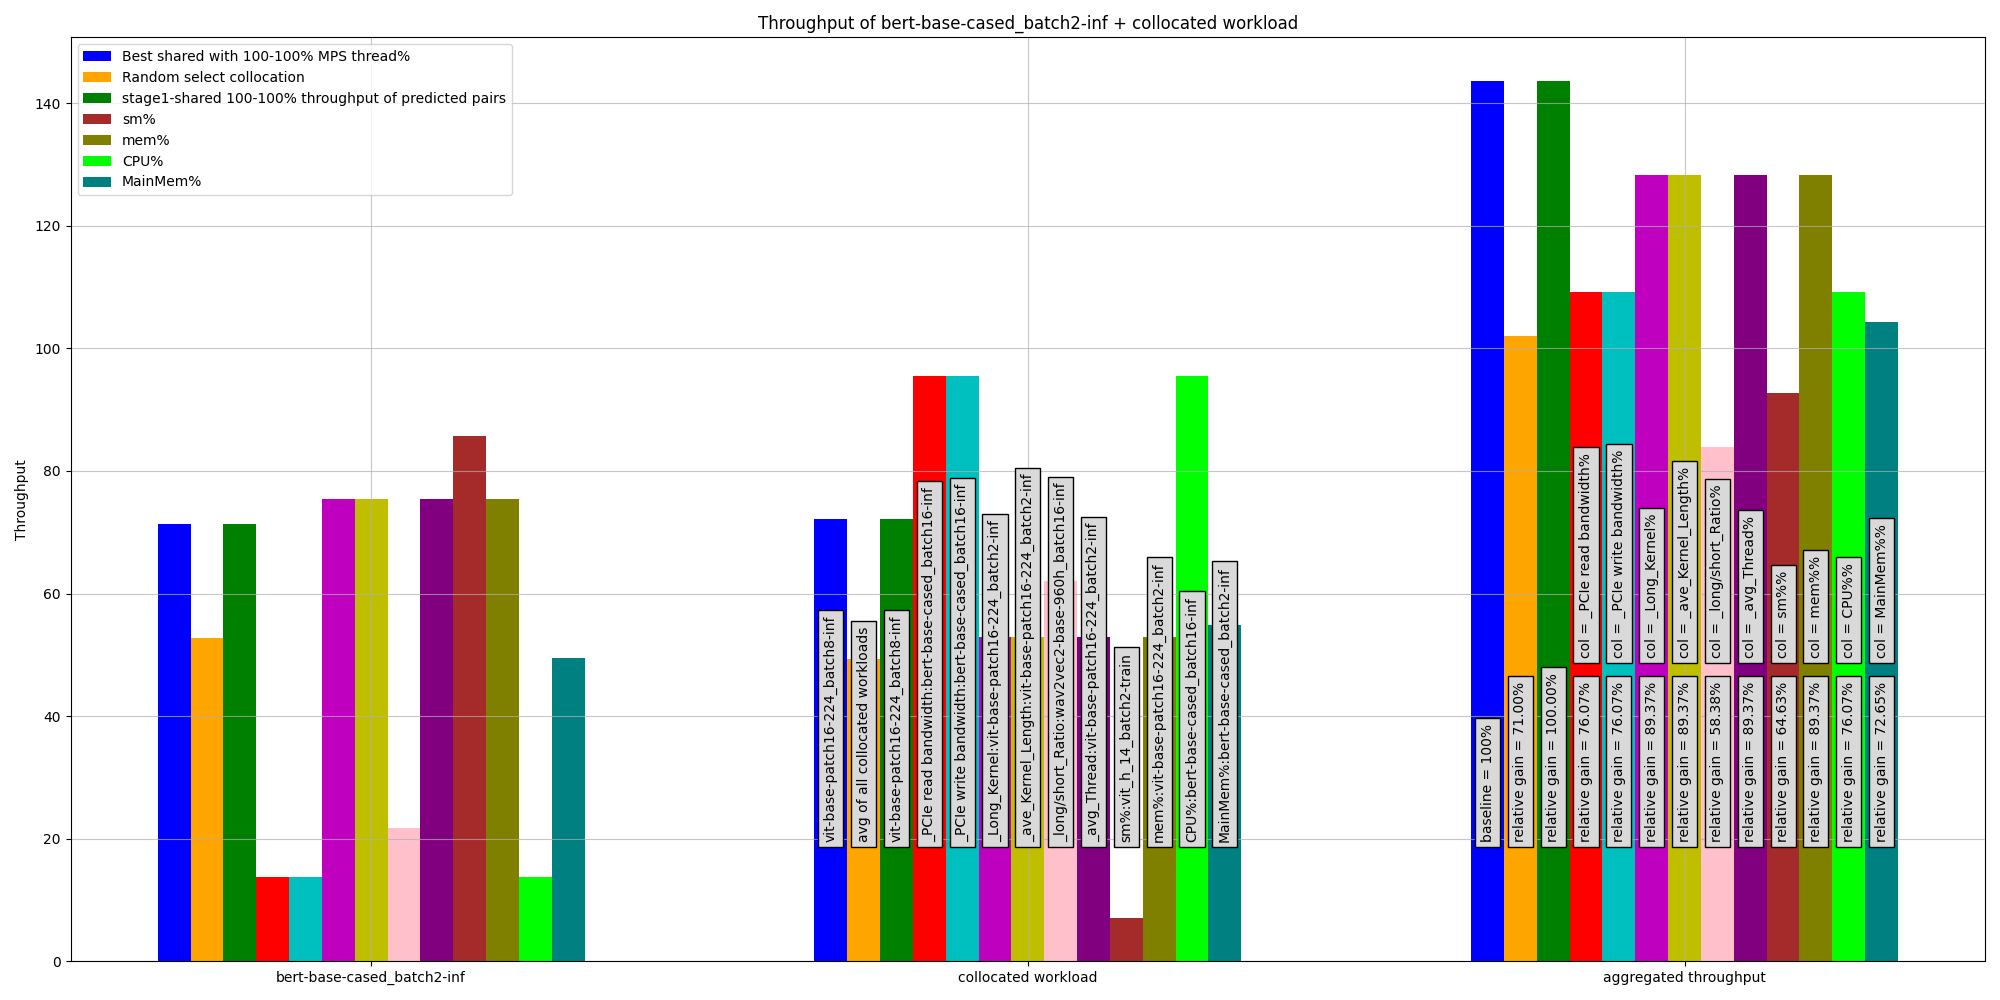 Throughput of bert-base-cased_batch2-inf + collocated workload
Best shared with 100-100% MPS thread%
Random select collocation
stage1-shared 100-100% throughput of predicted pairs
sm%
mem%
CPU%
MainMem%
Throughput
140
120
100
80
60
40
20
0
vit-base-patch16-224_batch8-inf
avg of all collocated workloads
vit-base-patch16-224_batch8-inf
_PCIe read bandwidth:bert-base-cased_batch16-inf
_PCIe write bandwidth:bert-base-cased_batch16-inf
_Long_Kernel:vit-base-patch16-224_batch2-inf
_ave_Kernel_Length:vit-base-patch16-224_batch2-inf
_long/short_Ratio:wav2vec2-base-960h_batch16-inf
_avg_Thread:vit-base-patch16-224_batch2-inf
sm%:vit_h_14_batch2-train
mem%:vit-base-patch16-224_batch2-inf
CPU%:bert-base-cased_batch16-inf
MainMem%:bert-base-cased_batch2-inf
col = _PCIe read bandwidth%
col = _PCIe write bandwidth%
col = _Long_Kernel%
col = _ave_Kernel_Length%
col = _long/short_Ratio%
col = _avg_Thread%
col = sm%%
col = mem%%
col = CPU%%
col = MainMem%%
baseline = 100%
relative gain = 71.00%
relative gain = 100.00%
relative gain = 76.07%
relative gain = 76.07%
relative gain = 89.37%
relative gain = 89.37%
relative gain = 58.38%
relative gain = 89.37%
relative gain = 64.63%
relative gain = 89.37%
relative gain = 76.07%
relative gain = 72.65%
bert-base-cased_batch2-inf
collocated workload
aggregated throughput